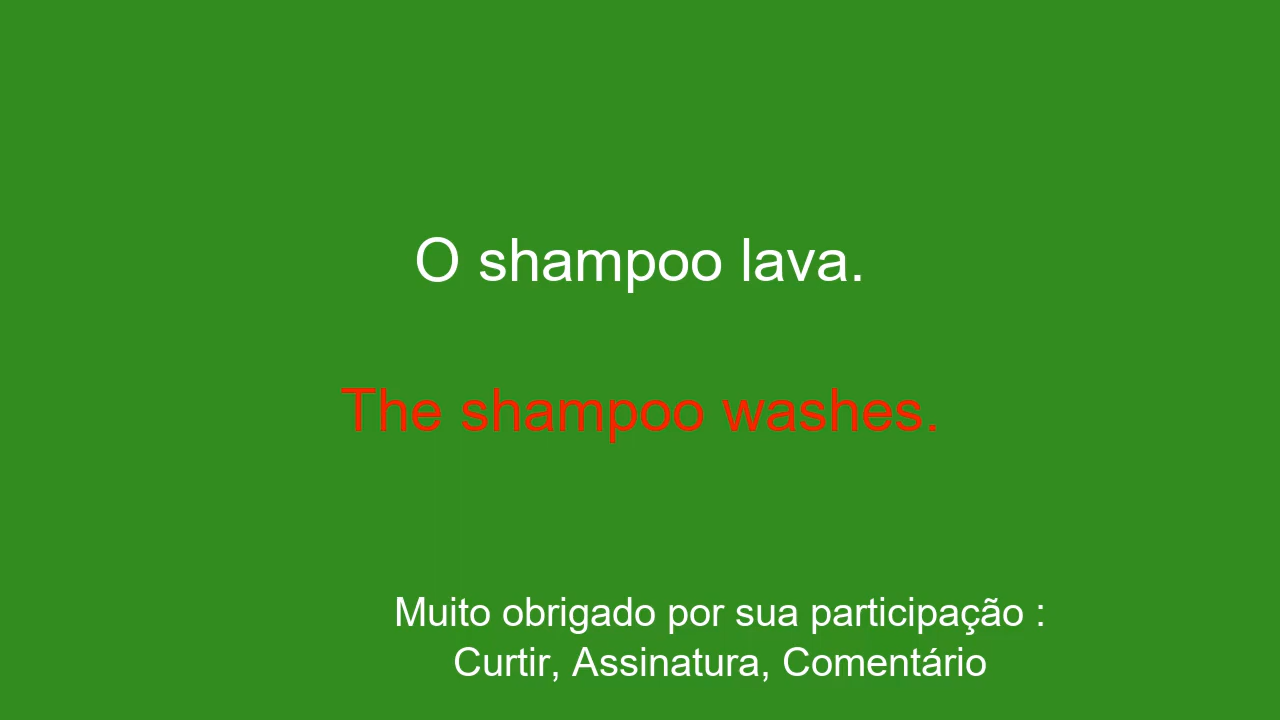 O shampoo lava.
The shampoo washes.
Muito obrigado por sua participação :
Curtir, Assinatura, Comentário